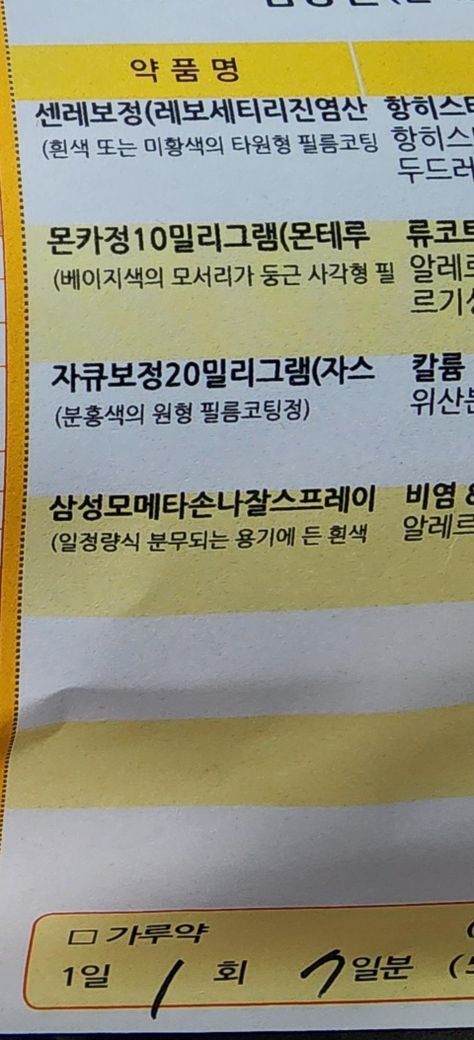 약품명
센레보정(레보세티리진염산 항히스
(흰색 또는 미황색의 타원형 필름코팅 항히스
두드러
몬카정10밀리그램(몬테루 류코트
(베이지색의 모서리가 둥근 사각형 필 알레르
르기성
자큐보정20밀리그램(자스 칼륨
(분홍색의 원형 필름코팅정) 위산분
삼성모메타손나잘스프레이 비염
(일정량식 분무되는 용기에 든 흰색 알레르
□ 가루약
1일 1 회 7일분 (5